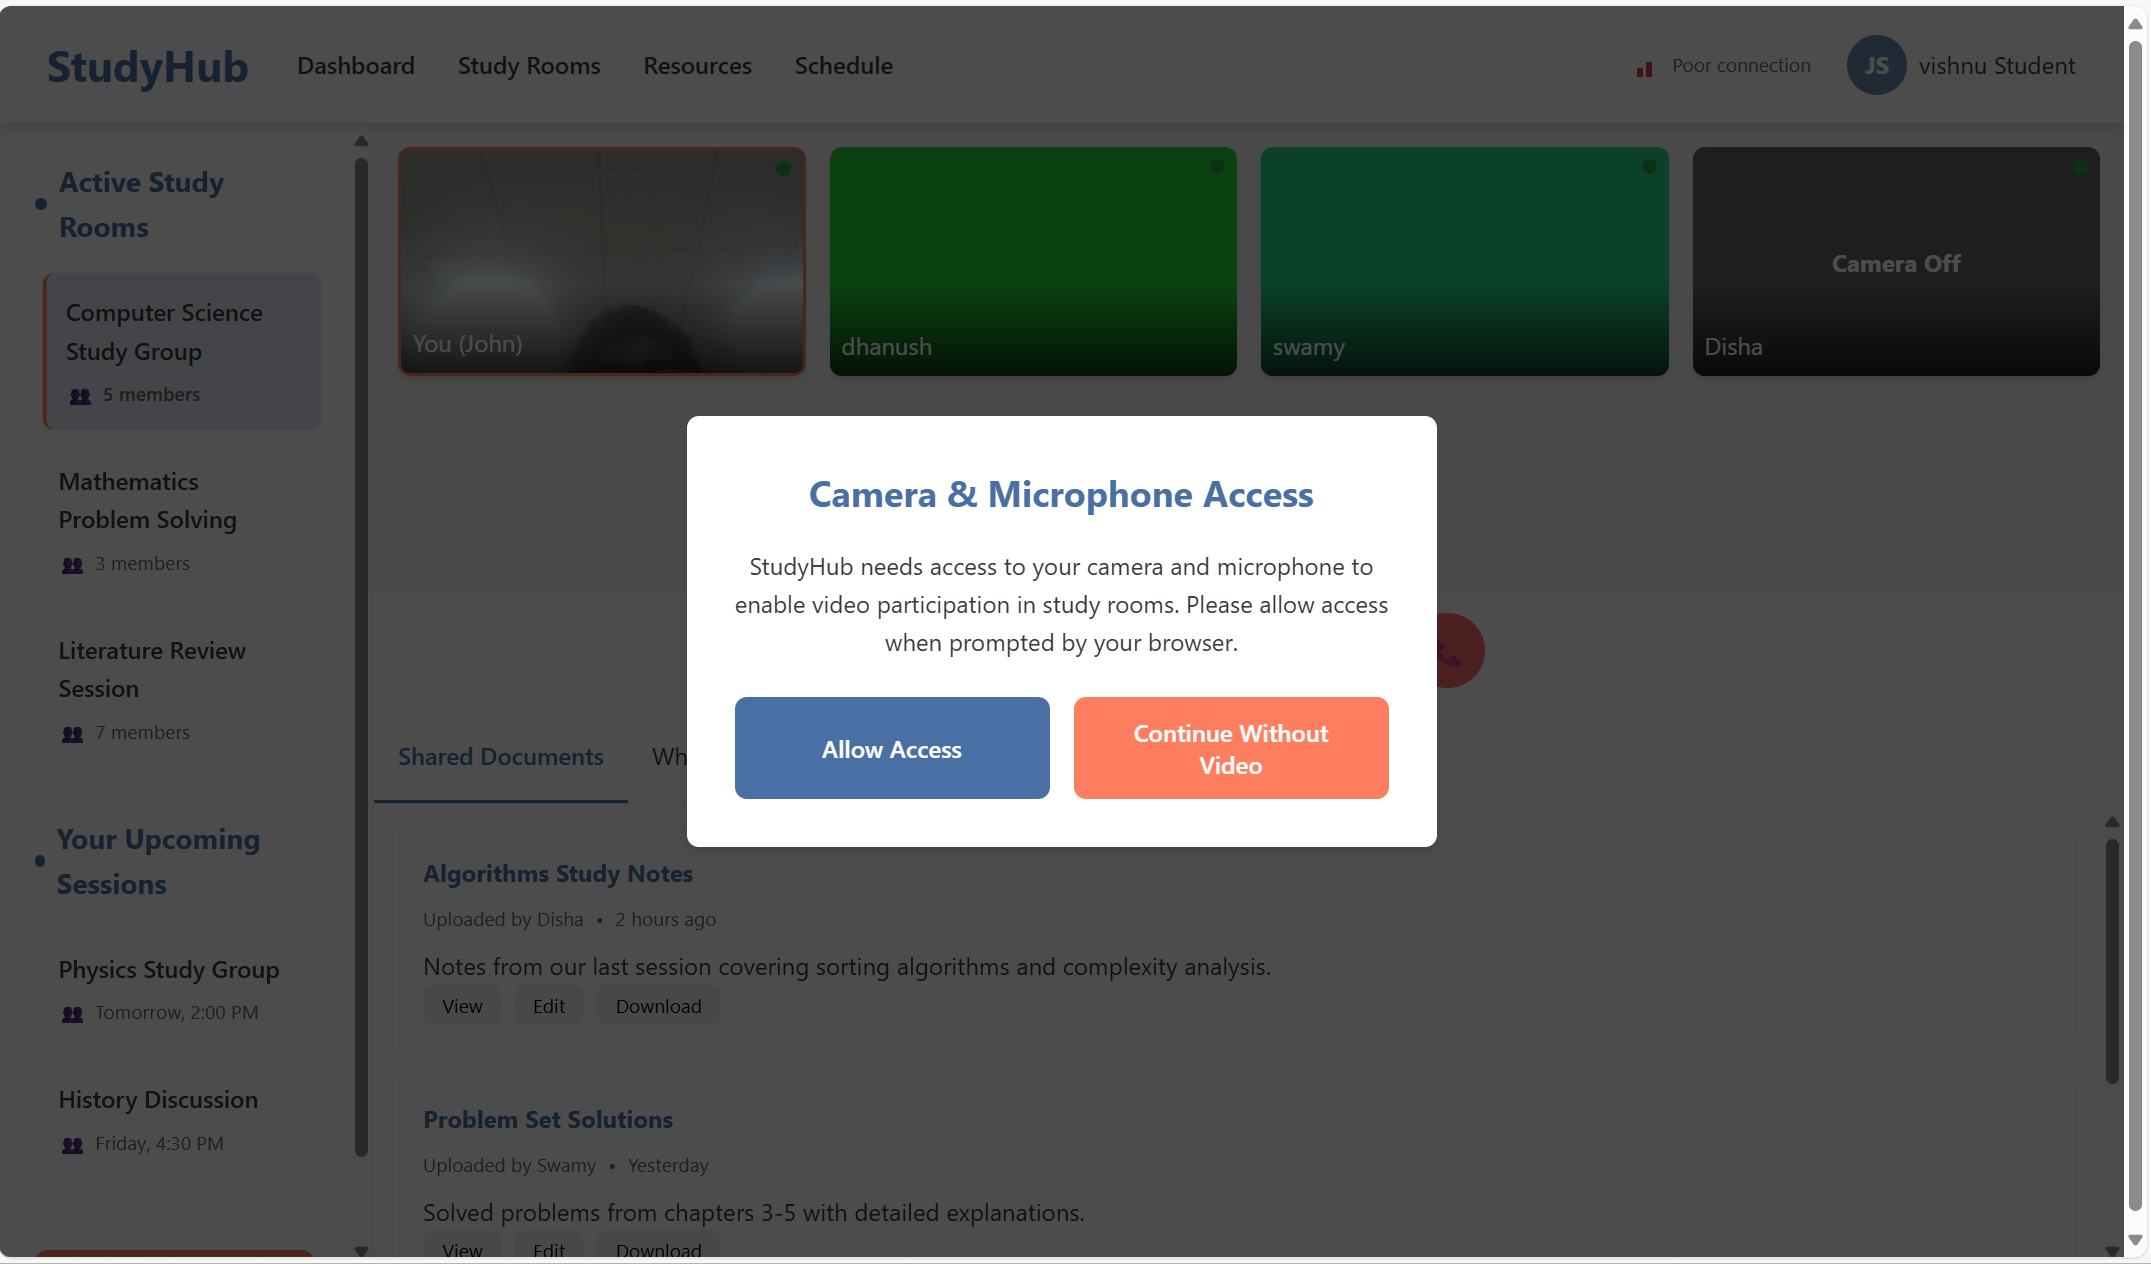 StudyHub
Dashboard
Study Rooms
Resources
Schedule
Poor connection
JS
vishnu Student
Active Study
Rooms
Computer Science
Study Group
5 members
Mathematics
Problem Solving
3 members
Literature Review
Session
7 members
Your Upcoming
Sessions
Physics Study Group
Tomorrow, 2:00 PM
History Discussion
Friday, 4:30 PM
You (John)
dhanush
swamy
Camera Off
Disha
Camera & Microphone Access
StudyHub needs access to your camera and microphone to
enable video participation in study rooms. Please allow access
when prompted by your browser.
Allow Access
Continue Without
Video
Shared Documents
Wh
Algorithms Study Notes
Uploaded by Disha • 2 hours ago
Notes from our last session covering sorting algorithms and complexity analysis.
View
Edit
Download
Problem Set Solutions
Uploaded by Swamy • Yesterday
Solved problems from chapters 3-5 with detailed explanations.
View
Edit
Download